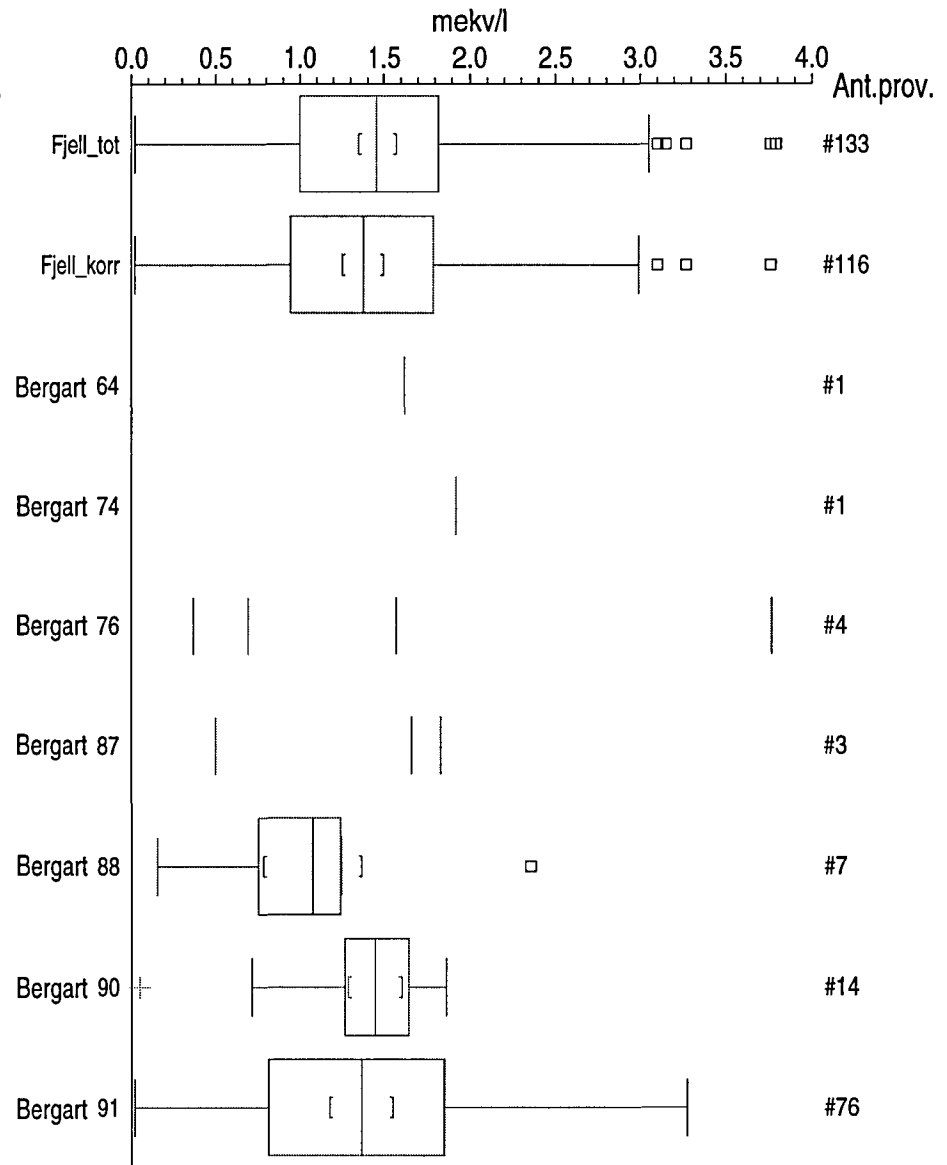 mekv/l
0.0 0.5 1.0 1.5 2.0 2.5 3.0 3.5 4.0
Ant.prov.
Fjell_tot #133
Fjell_korr #116
Bergart 64 #1
Bergart 74 #1
Bergart 76 #4
Bergart 87 #3
Bergart 88 #7
Bergart 90 #14
Bergart 91 #76